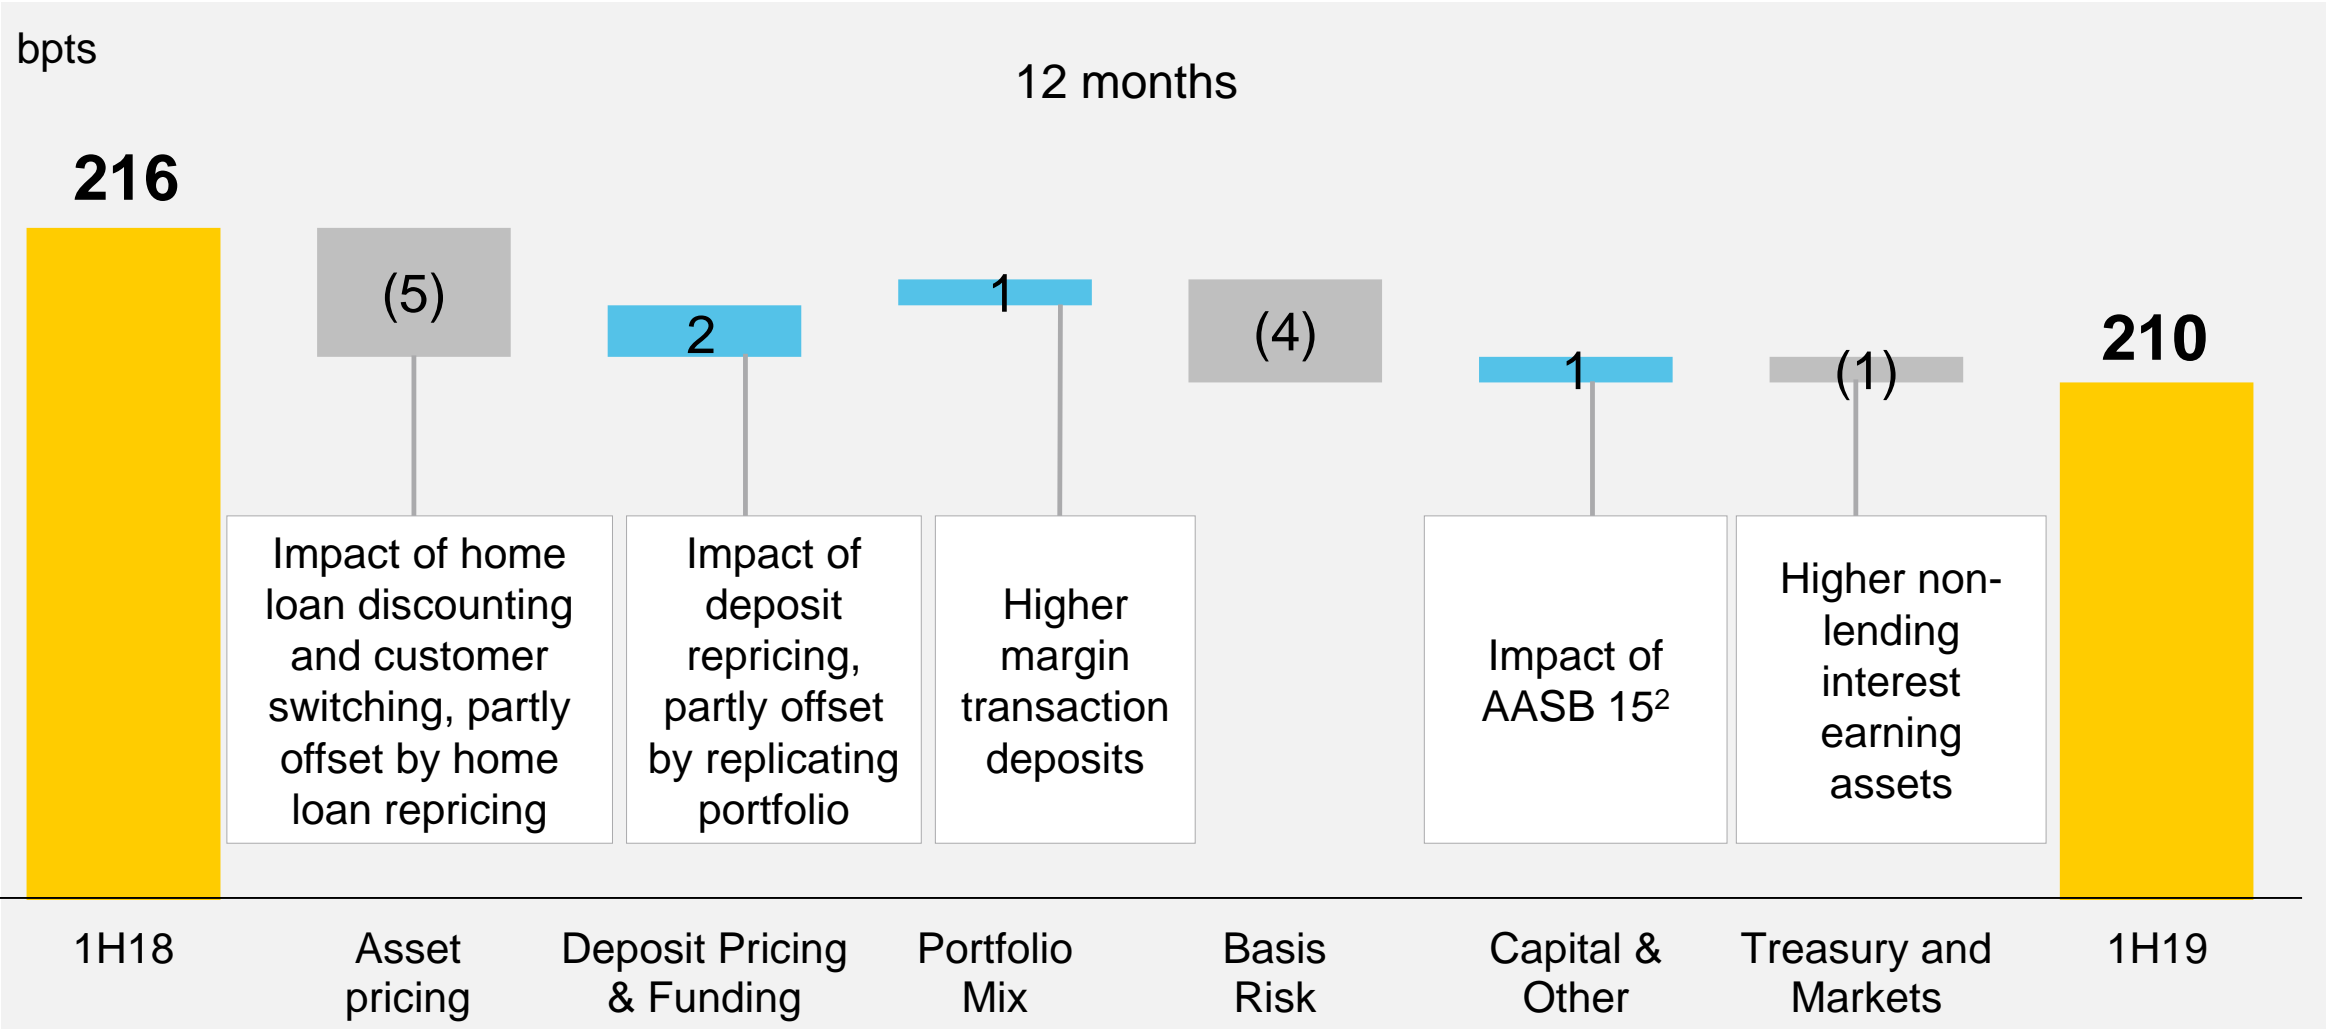 bpts
12 months
216
(5)
2
1
(4)
1
(1)
210
Impact of home
loan discounting
and customer
switching, partly
offset by home
loan repricing
Impact of
deposit
repricing,
partly offset
by replicating
portfolio
Higher
margin
transaction
deposits
Impact of
AASB 15²
Higher non-
lending
interest
earning
assets
1H18
Asset
pricing
Deposit Pricing
& Funding
Portfolio
Mix
Basis
Risk
Capital &
Other
Treasury and
Markets
1H19